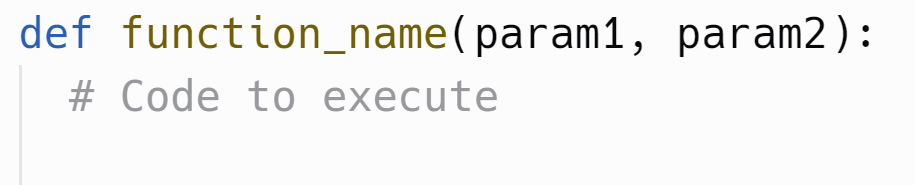 def function_name(param1, param2):
  # Code to execute